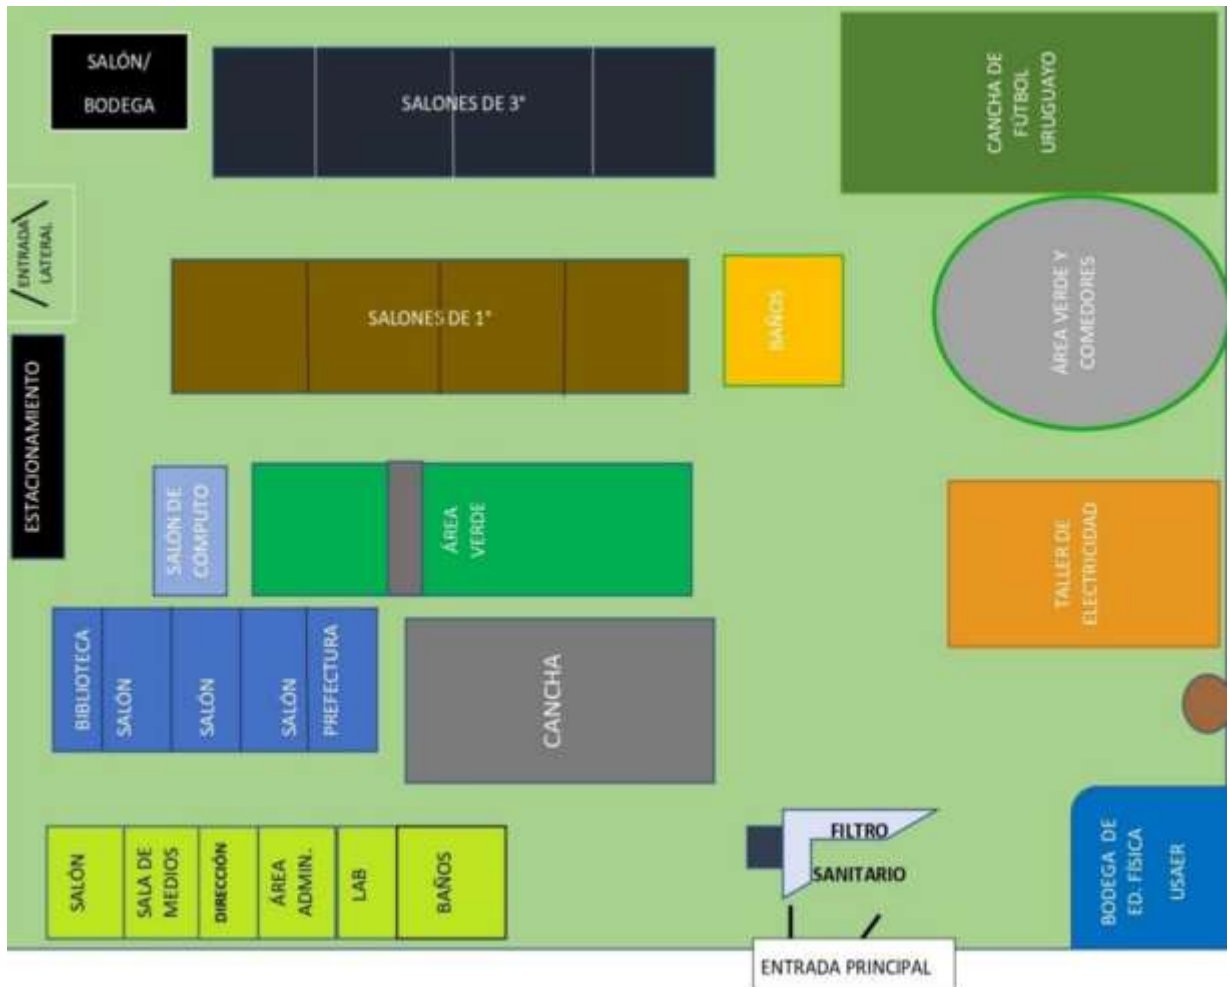 SALÓN/
BODEGA
SALONES DE 3°
CANCHA DE
FÚTBOL
URUGUAYO
ENTRADA
LATERAL
SALONES DE 1°
BAÑOS
ÁREA VERDE Y
COMEDORES
ESTACIONAMIENTO
SALÓN DE
CÓMPUTO
ÁREA
VERDE
TALLER DE
ELECTRICIDAD
BIBLIOTECA
SALÓN
SALÓN
SALÓN
PREFECTURA
CANCHA
SALÓN
SALA DE
MEDIOS
DIRECCIÓN
ÁREA
ADMIN.
LAB
BAÑOS
FILTRO
SANITARIO
BODEGA DE
ED. FÍSICA
USAER
ENTRADA PRINCIPAL